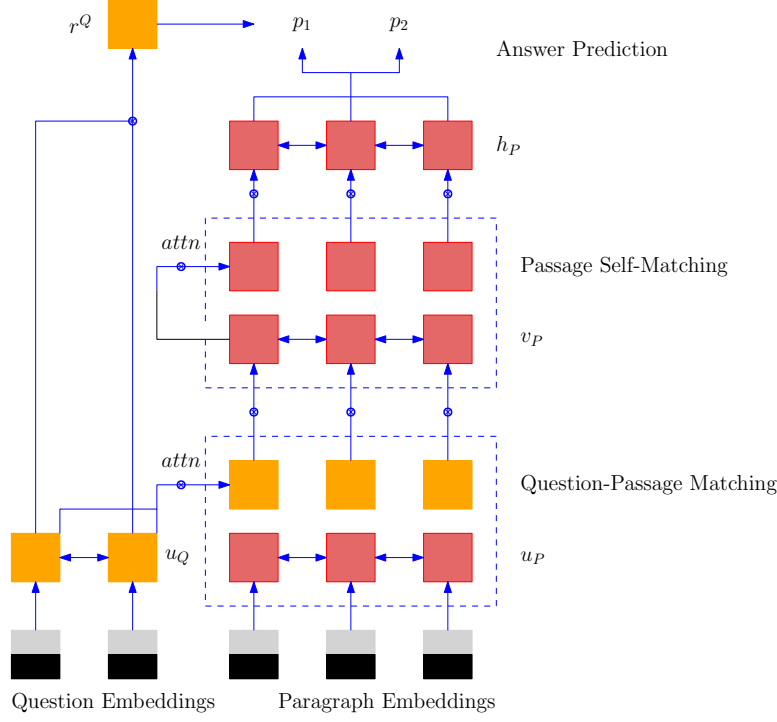 r^Q p_1 p_2
Answer Prediction
h_P
attn
Passage Self-Matching
v_P
attn
Question-Passage Matching
u_Q u_P
Question Embeddings Paragraph Embeddings